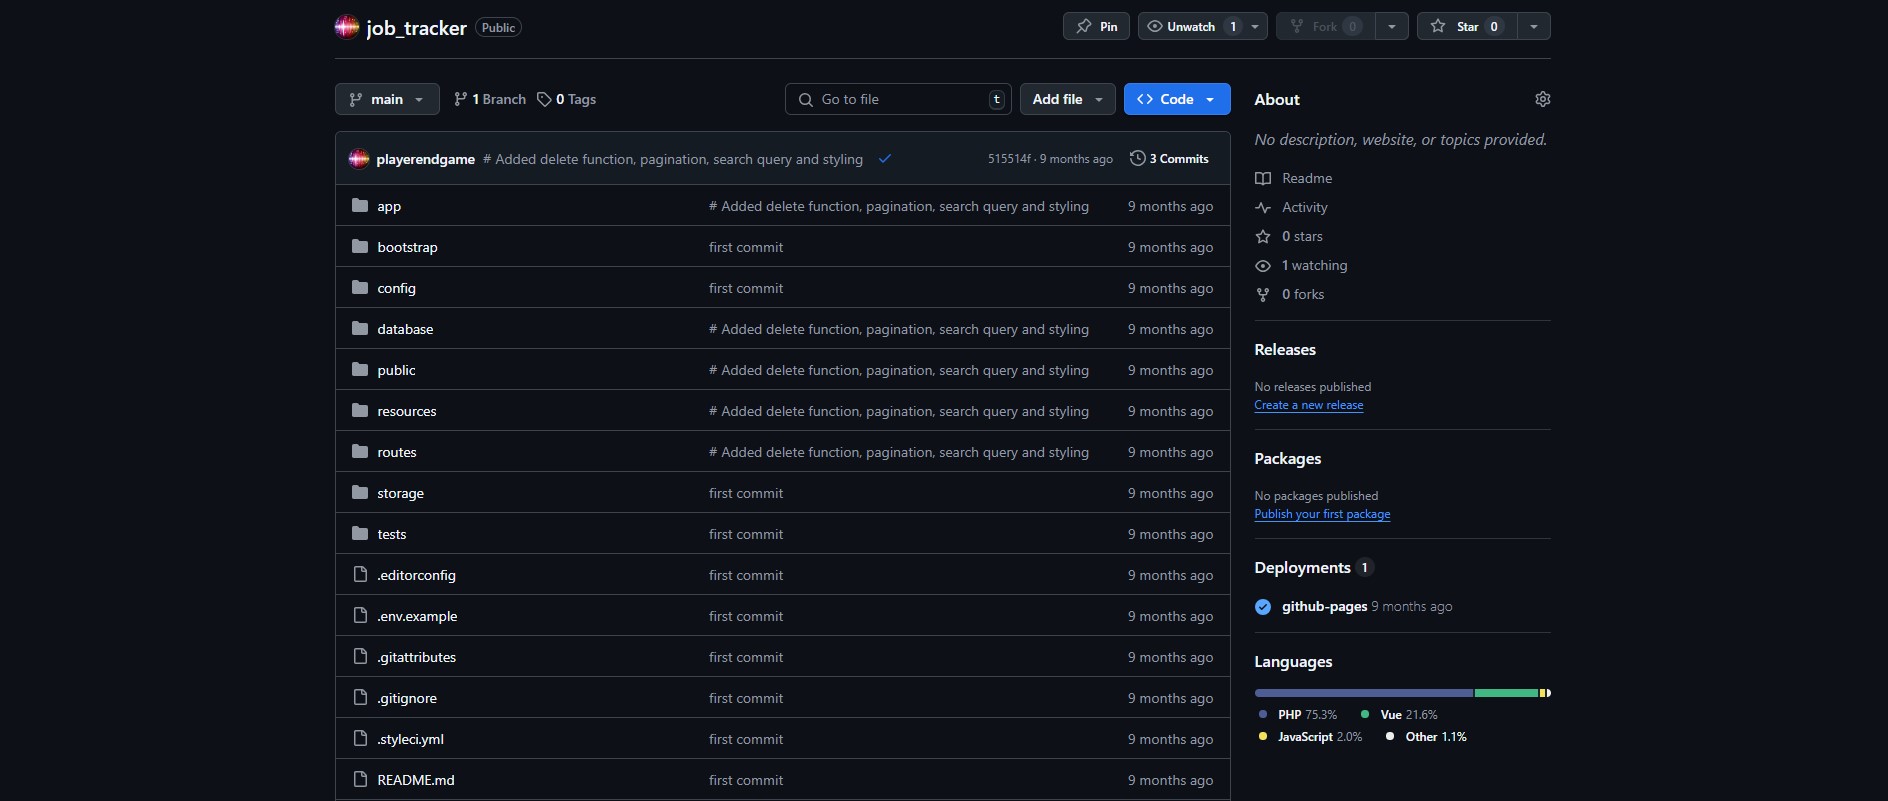 job_tracker Public Pin Unwatch 1 Fork 0 Star 0
main 1 Branch 0 Tags Go to file t Add file Code
playerendgame # Added delete function, pagination, search query and styling 515514f · 9 months ago 3 Commits
app # Added delete function, pagination, search query and styling 9 months ago
bootstrap first commit 9 months ago
config first commit 9 months ago
database # Added delete function, pagination, search query and styling 9 months ago
public # Added delete function, pagination, search query and styling 9 months ago
resources # Added delete function, pagination, search query and styling 9 months ago
routes # Added delete function, pagination, search query and styling 9 months ago
storage first commit 9 months ago
tests first commit 9 months ago
.editorconfig first commit 9 months ago
.env.example first commit 9 months ago
.gitattributes first commit 9 months ago
.gitignore first commit 9 months ago
.styleci.yml first commit 9 months ago
README.md first commit 9 months ago
About
No description, website, or topics provided.
Readme
Activity
0 stars
1 watching
0 forks
Releases
No releases published
Create a new release
Packages
No packages published
Publish your first package
Deployments 1
github-pages 9 months ago
Languages
PHP 75.3% Vue 21.6%
JavaScript 2.0% Other 1.1%